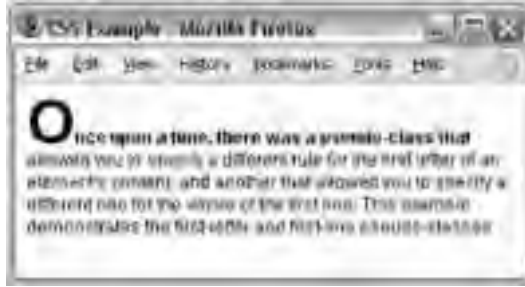 CSS Example - Mozilla Firefox
File Edit View History Bookmarks Tools Help
Once upon a time, there was a pseudo-class that
allowed you to specify a different rule for the first letter of an
element's content, and another that allowed you to specify a
different rule for the whole of the first line. This example
demonstrates the first-letter and first-line pseudo-classes